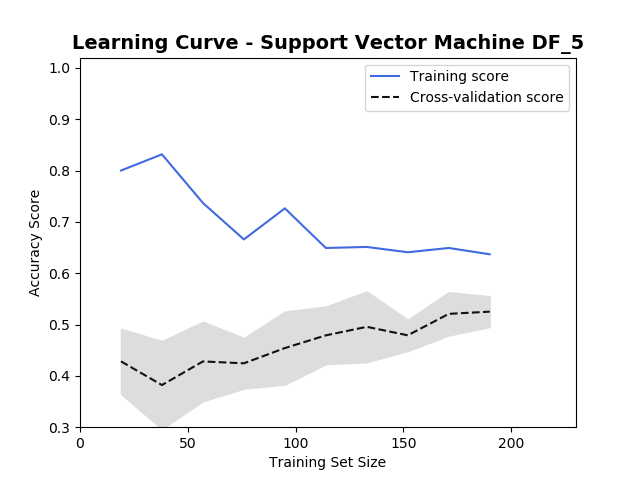 Learning Curve - Support Vector Machine DF_5
Training score
Cross-validation score
Accuracy Score
1.0
0.9
0.8
0.7
0.6
0.5
0.4
0.3
0 50 100 150 200
Training Set Size